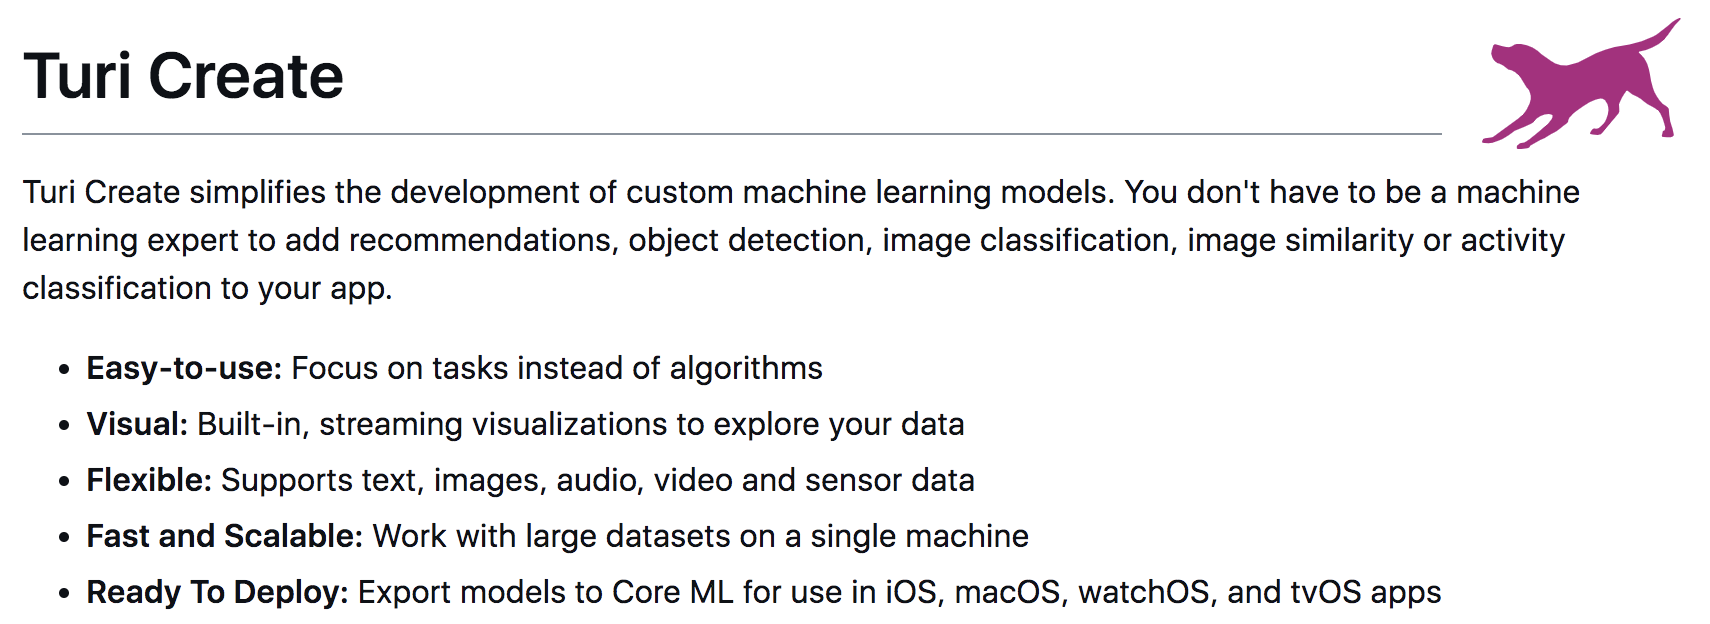 Turi Create
Turi Create simplifies the development of custom machine learning models. You don't have to be a machine
learning expert to add recommendations, object detection, image classification, image similarity or activity
classification to your app.
• Easy-to-use: Focus on tasks instead of algorithms
• Visual: Built-in, streaming visualizations to explore your data
• Flexible: Supports text, images, audio, video and sensor data
• Fast and Scalable: Work with large datasets on a single machine
• Ready To Deploy: Export models to Core ML for use in iOS, macOS, watchOS, and tvOS apps